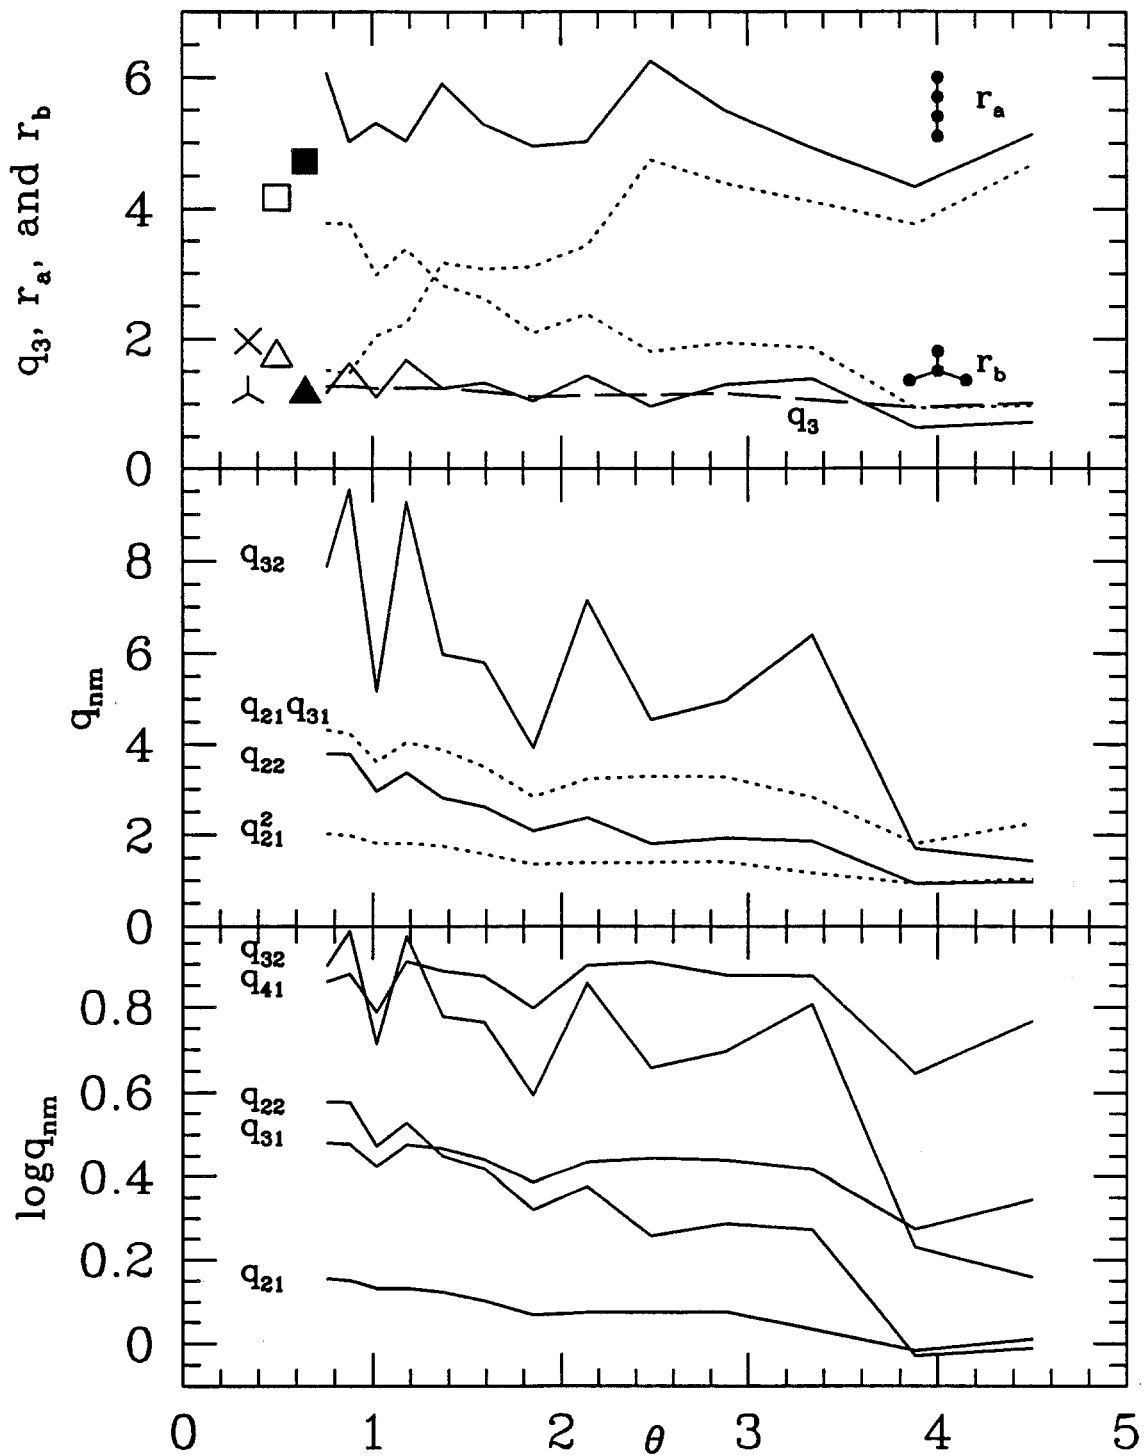 q₃, rₐ, and r_b
6
4
2
0
rₐ
r_b
q₃
qₙₘ
8
6
4
2
0
q₃₂
q₂₁q₃₁
q₂₂
q²₂₁
log qₙₘ
0.8
0.6
0.4
0.2
0
q₃₂
q₄₁
q₂₂
q₃₁
q₂₁
0 1 2 θ 3 4 5